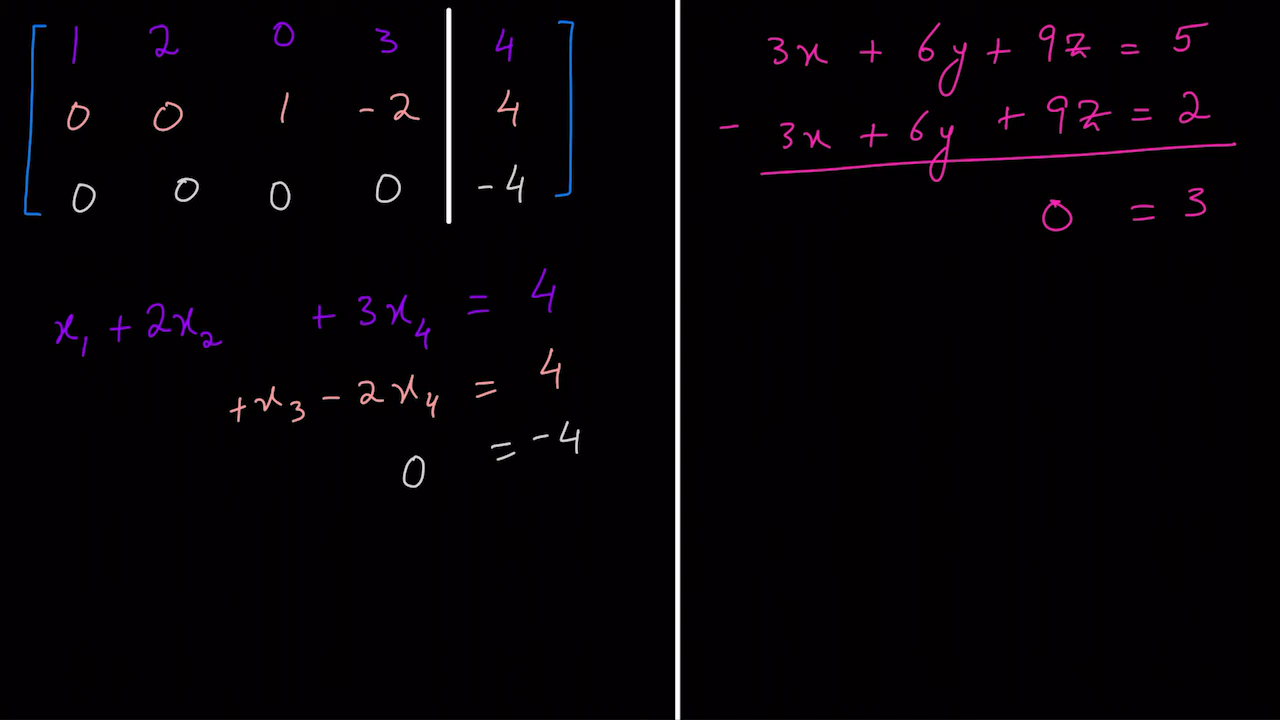 1 2 0 3 4
0 0 1 -2 4
0 0 0 0 -4
x₁ + 2x₂ + 3x₄ = 4
+x₃ - 2x₄ = 4
0 = -4
3x + 6y + 9z = 5
- 3x + 6y + 9z = 2
0 = 3